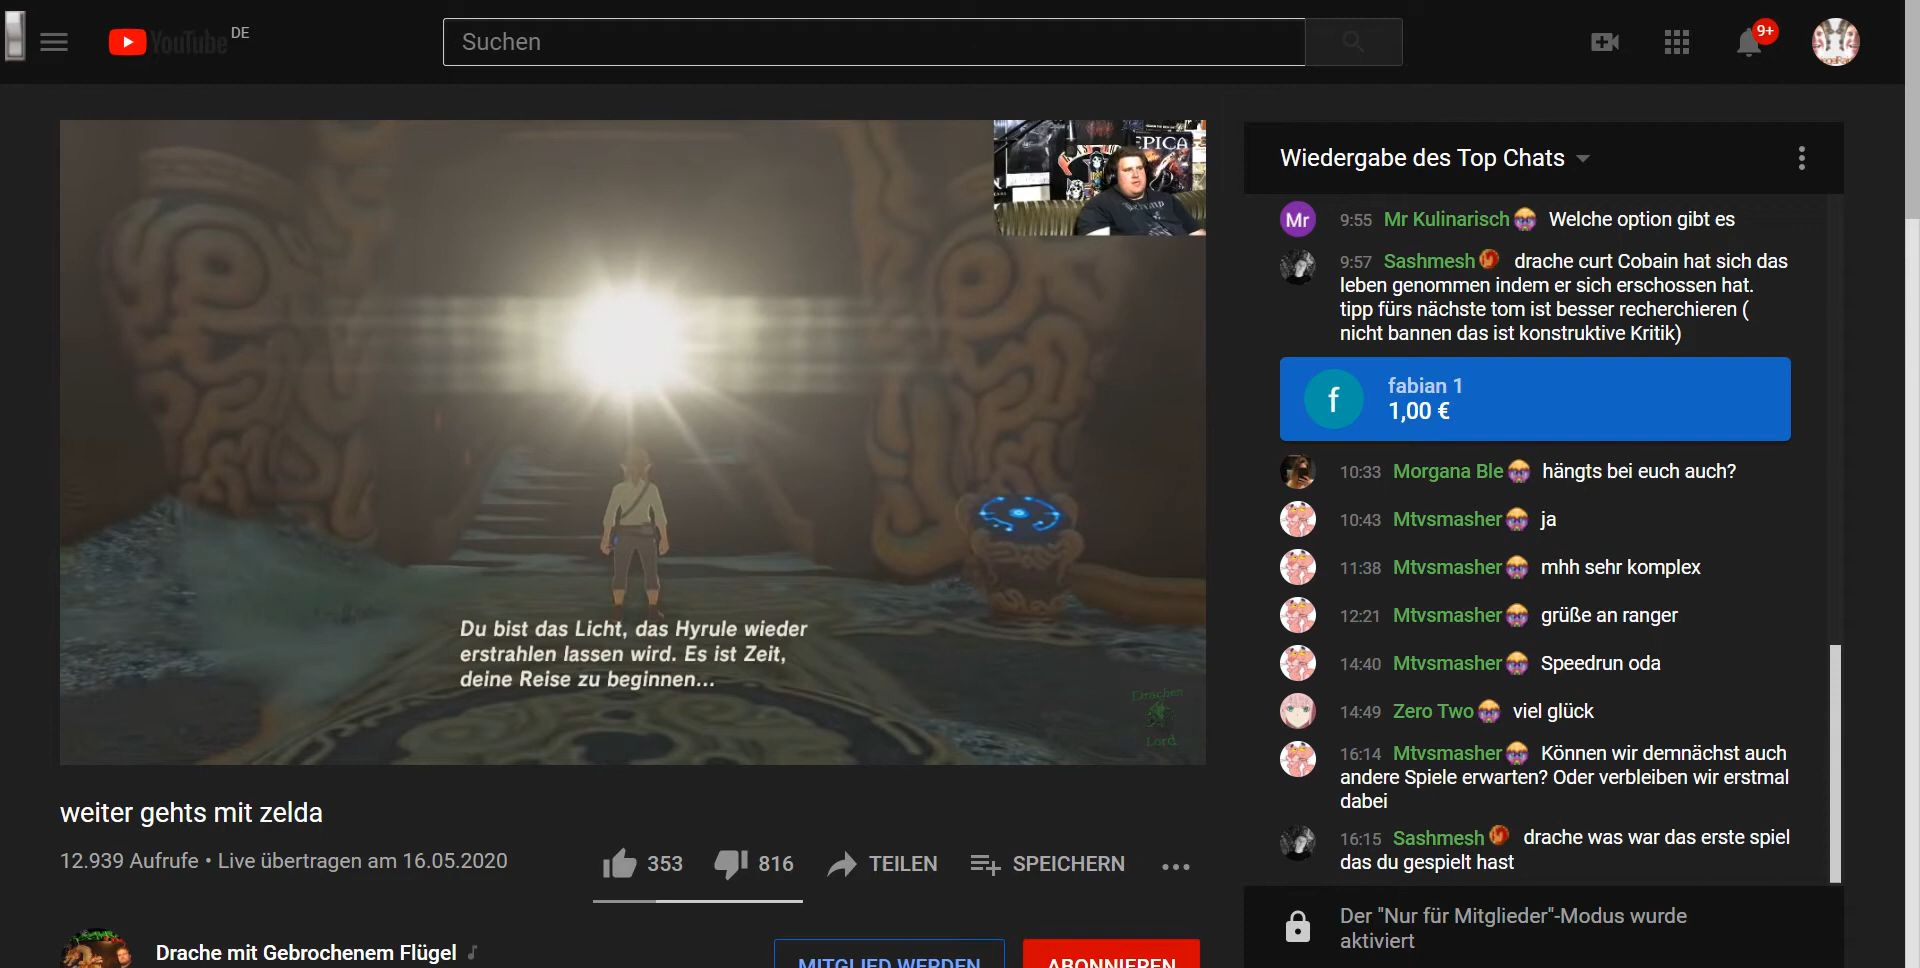 YouTube DE
Suchen
9+
EPICA
Du bist das Licht, das Hyrule wieder
erstrahlen lassen wird. Es ist Zeit,
deine Reise zu beginnen...
Drachen
Lord
weiter gehts mit zelda
12.939 Aufrufe • Live übertragen am 16.05.2020
353
816
TEILEN
SPEICHERN
Drache mit Gebrochenem Flügel
MITGLIED WERDEN
ABONNIEREN
Wiedergabe des Top Chats
Mr 9:55 Mr Kulinarisch Welche option gibt es
9:57 Sashmesh drache curt Cobain hat sich das
leben genommen indem er sich erschossen hat.
tipp fürs nächste tom ist besser recherchieren (
nicht bannen das ist konstruktive Kritik)
f fabian 1
1,00 €
10:33 Morgana Ble hängts bei euch auch?
10:43 Mtvsmasher ja
11:38 Mtvsmasher mhh sehr komplex
12:21 Mtvsmasher grüße an ranger
14:40 Mtvsmasher Speedrun oda
14:49 Zero Two viel glück
16:14 Mtvsmasher Können wir demnächst auch
andere Spiele erwarten? Oder verbleiben wir erstmal
dabei
16:15 Sashmesh drache was war das erste spiel
das du gespielt hast
Der "Nur für Mitglieder"-Modus wurde
aktiviert